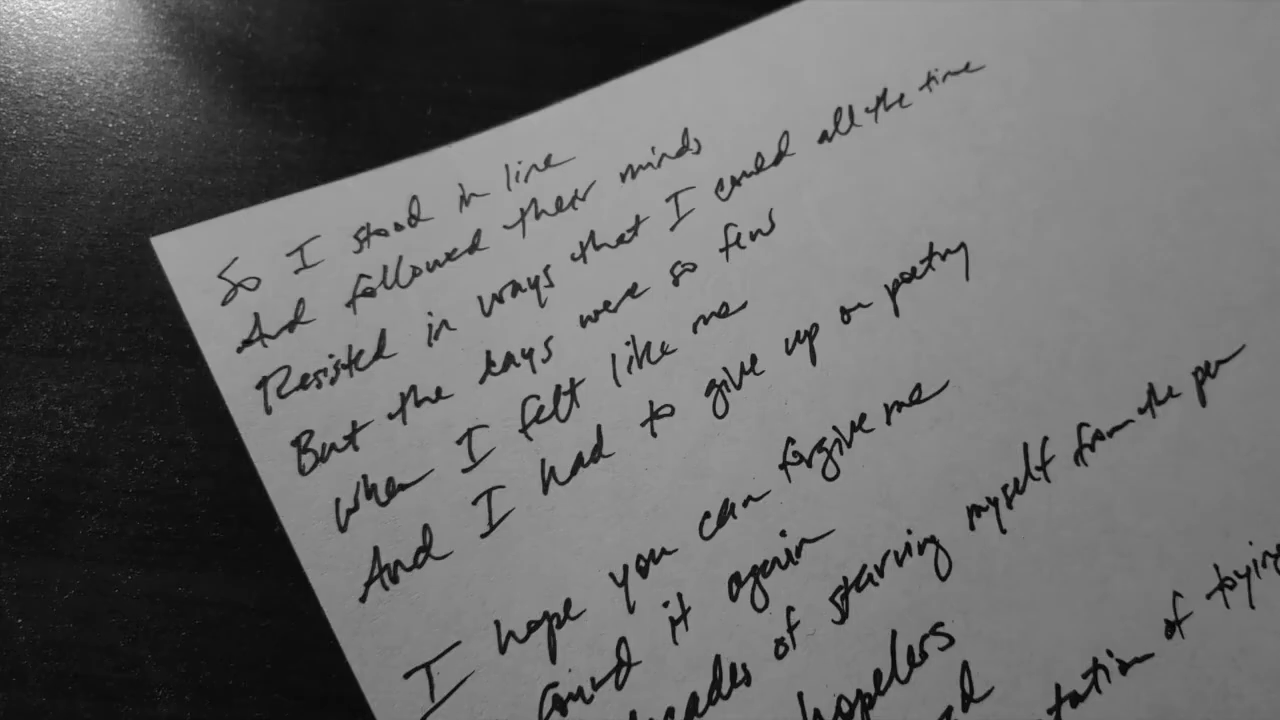 So I stood in line
And followed their minds
Resisted in ways that I could all the time
But the days were so few
When I felt like me
And I had to give up on poetry
I hope you can forgive me
found it again
decades of starving myself from the pen
of